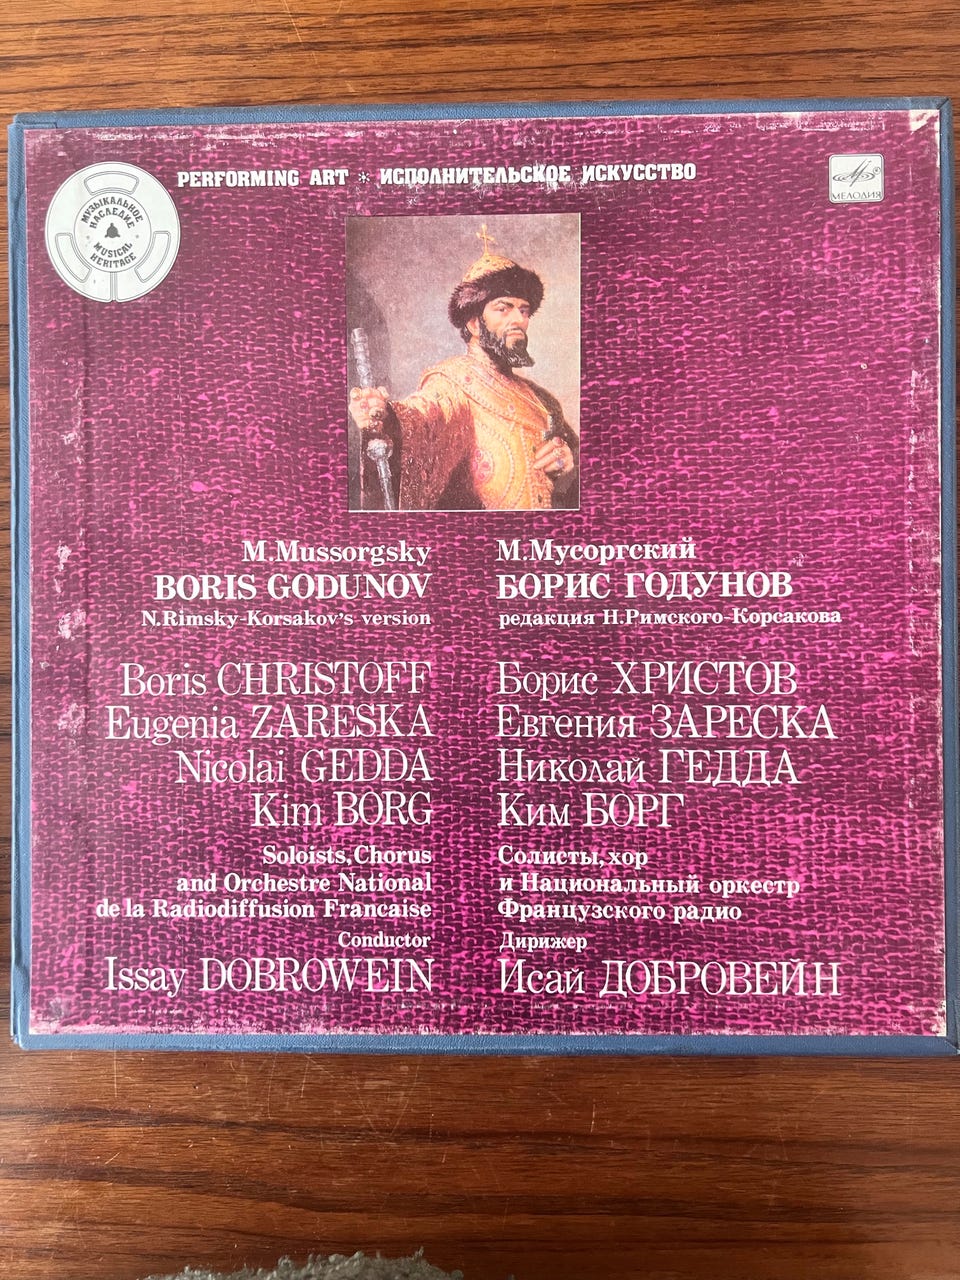 PERFORMING ART * ИСПОЛНИТЕЛЬСКОЕ ИСКУССТВО
МУЗЫКАЛЬНОЕ
НАСЛЕДИЕ
MUSICAL
HERITAGE
МЕЛОДИЯ
M.Mussorgsky
BORIS GODUNOV
N.Rimsky-Korsakov's version
Boris CHRISTOFF
Eugenia ZARESKA
Nicolai GEDDA
Kim BORG
Soloists, Chorus
and Orchestre National
de la Radiodiffusion Francaise
Conductor
Issay DOBROWEIN
М.Мусоргский
БОРИС ГОДУНОВ
редакция Н.Римского-Корсакова
Борис ХРИСТОВ
Евгения ЗАРЕСКА
Николай ГЕДДА
Ким БОРГ
Солисты, хор
и Национальный оркестр
Французского радио
Дирижер
Исай ДОБРОВЕЙН